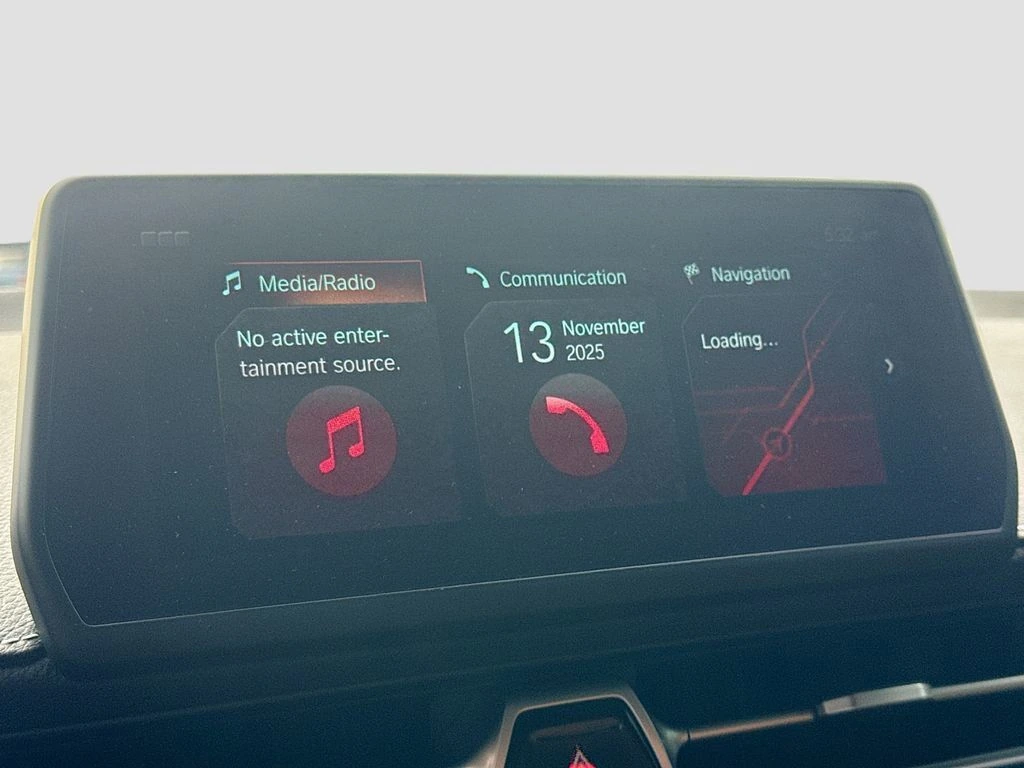 Media/Radio
Communication
Navigation
No active enter-
tainment source.
13 November
2025
Loading...